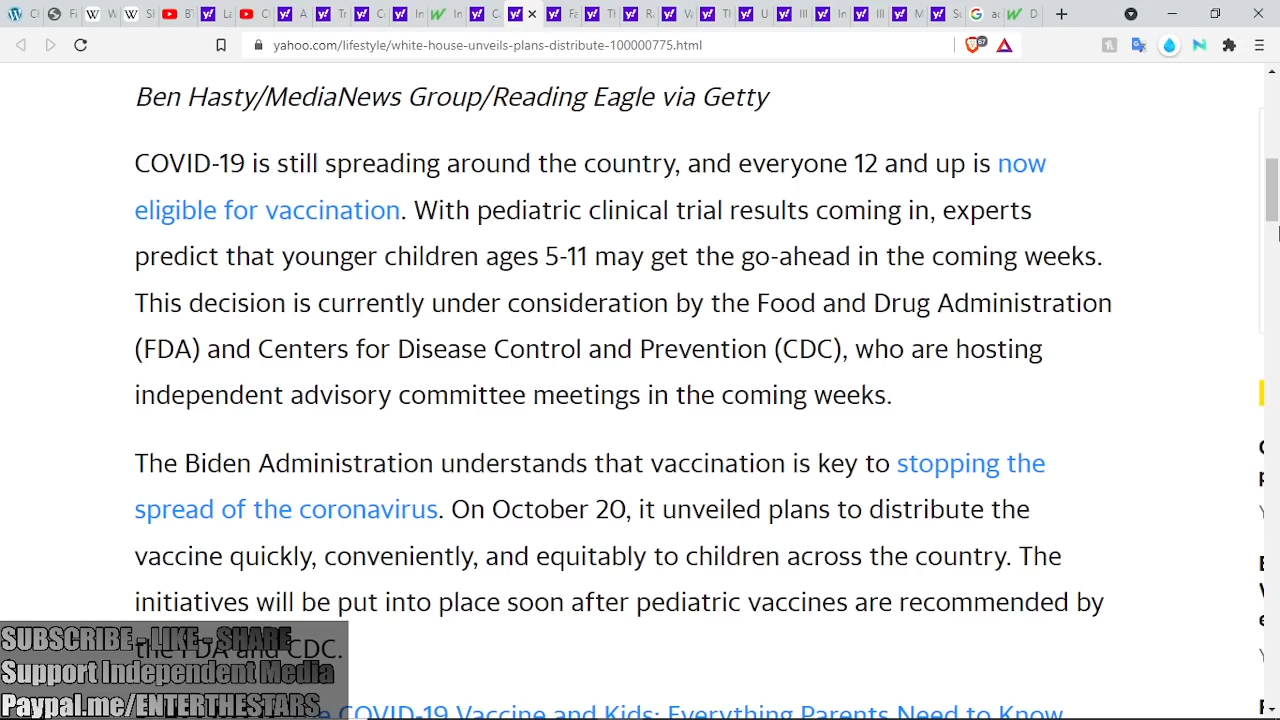 yahoo.com/lifestyle/white-house-unveils-plans-distribute-100000775.html
67
Ben Hasty/MediaNews Group/Reading Eagle via Getty
COVID-19 is still spreading around the country, and everyone 12 and up is now
eligible for vaccination. With pediatric clinical trial results coming in, experts
predict that younger children ages 5-11 may get the go-ahead in the coming weeks.
This decision is currently under consideration by the Food and Drug Administration
(FDA) and Centers for Disease Control and Prevention (CDC), who are hosting
independent advisory committee meetings in the coming weeks.
The Biden Administration understands that vaccination is key to stopping the
spread of the coronavirus. On October 20, it unveiled plans to distribute the
vaccine quickly, conveniently, and equitably to children across the country. The
initiatives will be put into place soon after pediatric vaccines are recommended by
the FDA and CDC.
COVID-19 Vaccine and Kids: Everything Parents Need to Know
SUBSCRIBE - LIKE - SHARE
Support Independent Media
Paypal.me/ENTERTHESTARS